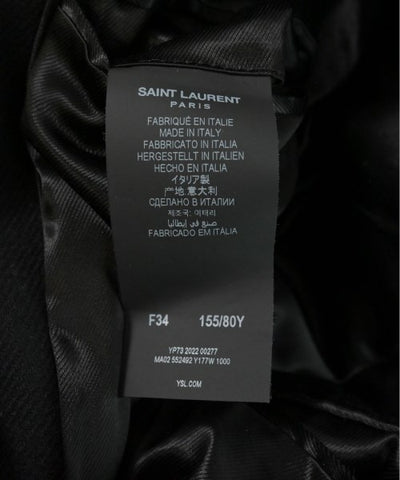 SAINT LAURENT
PARIS
FABRIQUÉ EN ITALIE
MADE IN ITALY
FABBRICATO IN ITALIA
HERGESTELLT IN ITALIEN
HECHO EN ITALIA
イタリア製
产地:意大利
СДЕЛАНО В ИТАЛИИ
제조국: 이태리
صنع في إيطاليا
FABRICADO EM ITALIA
F34 155/80Y
YP73 2022 00277
MA02 552492 Y177W 1000
YSL.COM